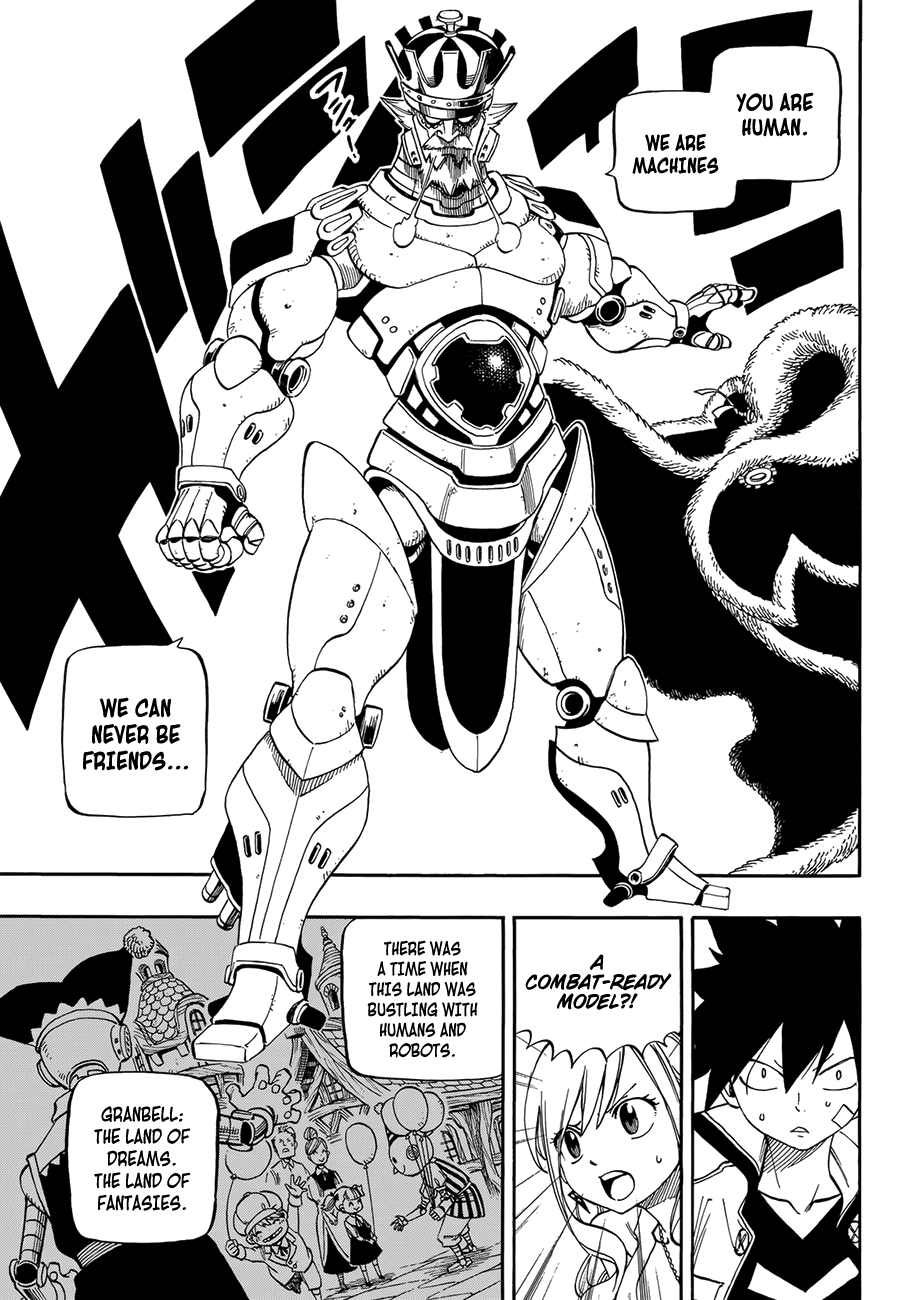 YOU ARE
HUMAN.
WE ARE
MACHINES
WE CAN
NEVER BE
FRIENDS...
A
COMBAT-READY
MODEL?!
THERE WAS
A TIME WHEN
THIS LAND WAS
BUSTLING WITH
HUMANS AND
ROBOTS.
GRANBELL:
THE LAND OF
DREAMS.
THE LAND OF
FANTASIES.